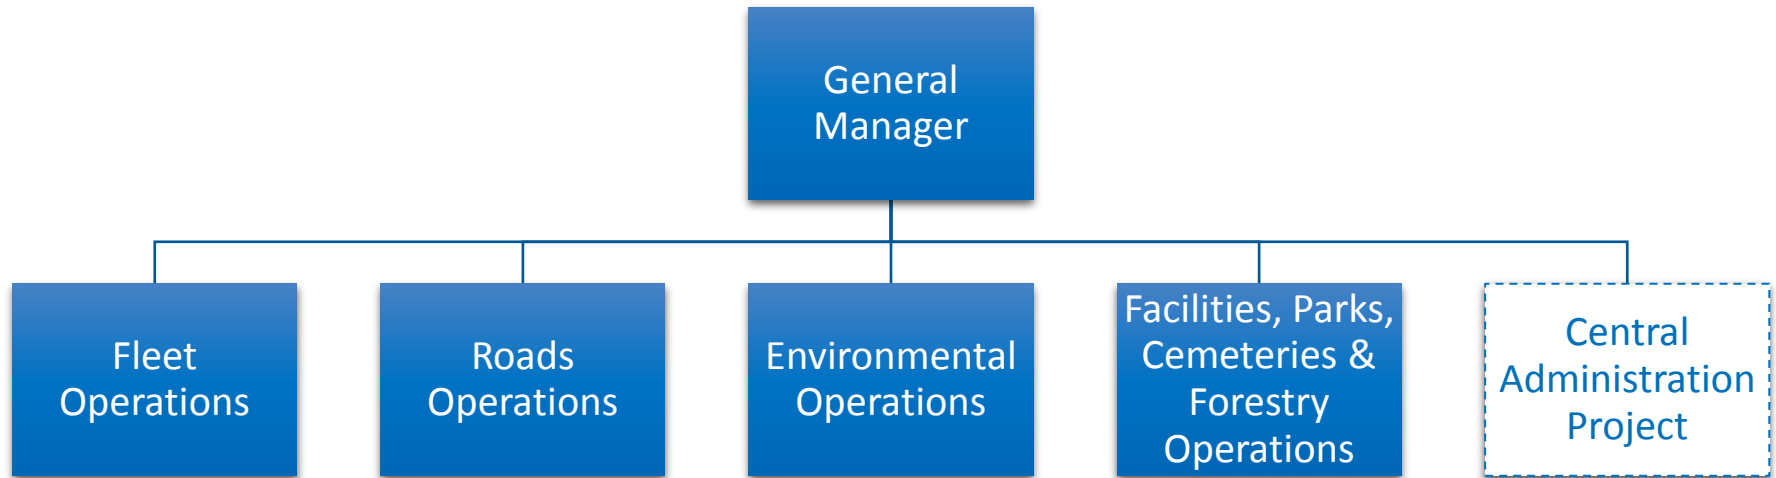 General
Manager
Fleet
Operations
Roads
Operations
Environmental
Operations
Facilities, Parks,
Cemeteries &
Forestry
Operations
Central
Administration
Project